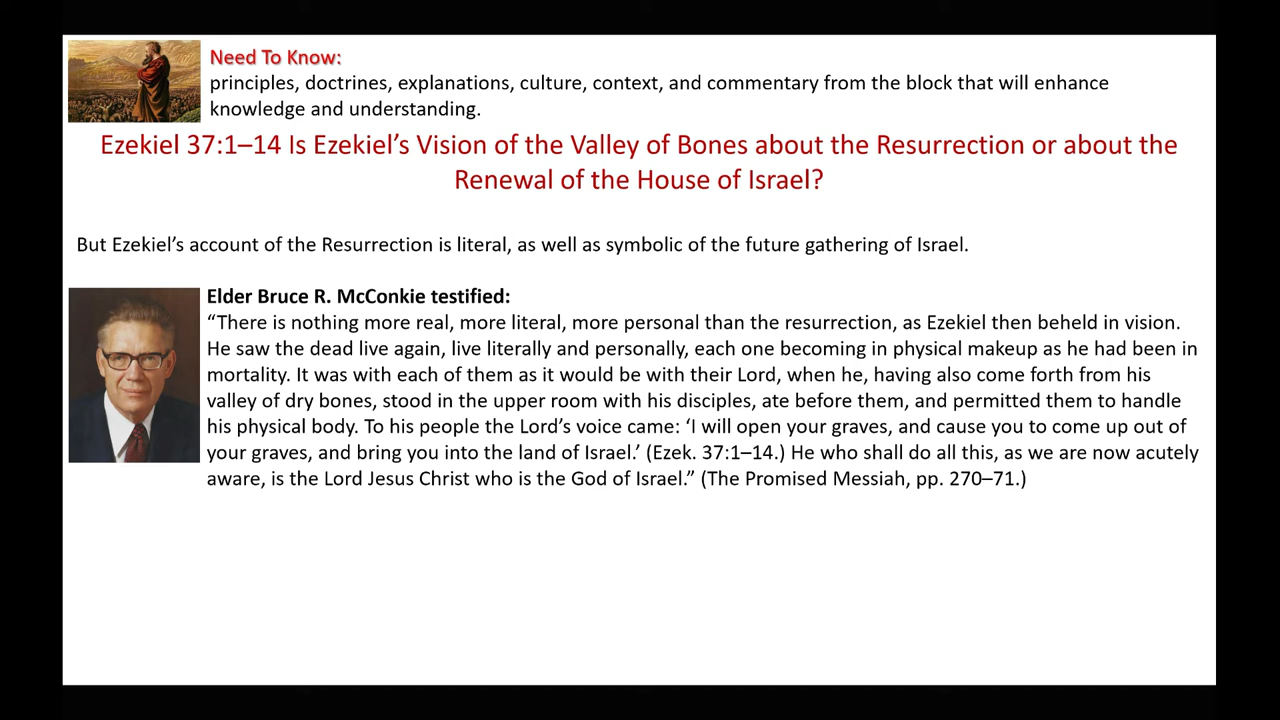 Need To Know:
principles, doctrines, explanations, culture, context, and commentary from the block that will enhance
knowledge and understanding.
Ezekiel 37:1–14 Is Ezekiel’s Vision of the Valley of Bones about the Resurrection or about the
Renewal of the House of Israel?
But Ezekiel’s account of the Resurrection is literal, as well as symbolic of the future gathering of Israel.
Elder Bruce R. McConkie testified:
“There is nothing more real, more literal, more personal than the resurrection, as Ezekiel then beheld in vision.
He saw the dead live again, live literally and personally, each one becoming in physical makeup as he had been in
mortality. It was with each of them as it would be with their Lord, when he, having also come forth from his
valley of dry bones, stood in the upper room with his disciples, ate before them, and permitted them to handle
his physical body. To his people the Lord’s voice came: ‘I will open your graves, and cause you to come up out of
your graves, and bring you into the land of Israel.’ (Ezek. 37:1–14.) He who shall do all this, as we are now acutely
aware, is the Lord Jesus Christ who is the God of Israel.” (The Promised Messiah, pp. 270–71.)